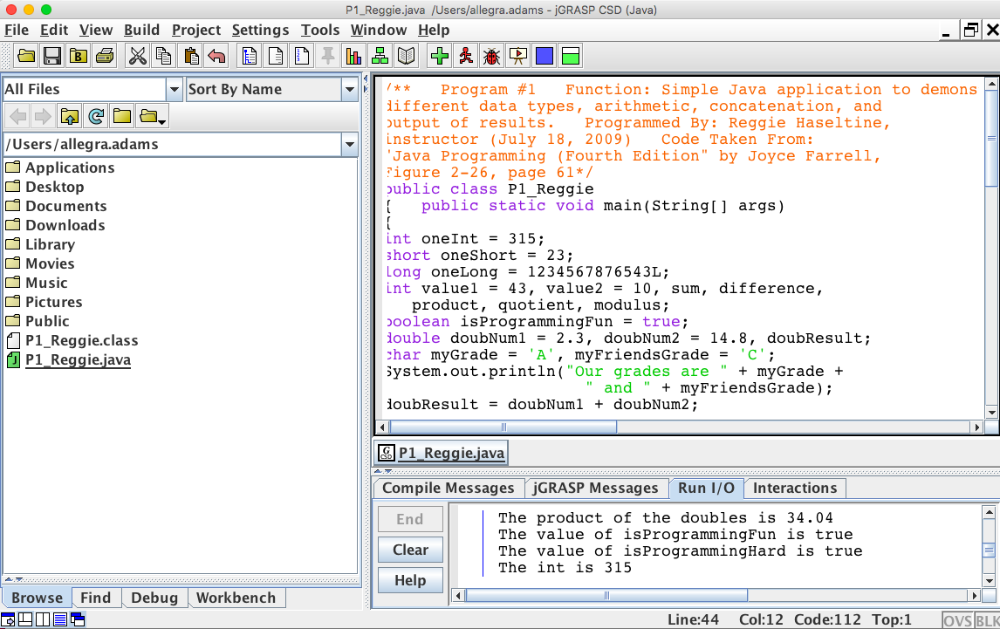 P1_Reggie.java  /Users/allegra.adams - jGRASP CSD (Java)
File Edit View Build Project Settings Tools Window Help
All Files
Sort By Name
/Users/allegra.adams
Applications
Desktop
Documents
Downloads
Library
Movies
Music
Pictures
Public
P1_Reggie.class
P1_Reggie.java
Browse Find Debug Workbench
/**   Program #1   Function: Simple Java application to demons
different data types, arithmetic, concatenation, and
output of results.   Programmed By: Reggie Haseltine,
instructor (July 18, 2009)   Code Taken From:
"Java Programming (Fourth Edition" by Joyce Farrell,
Figure 2-26, page 61*/
public class P1_Reggie
{   public static void main(String[] args)
{
int oneInt = 315;
short oneShort = 23;
long oneLong = 1234567876543L;
int value1 = 43, value2 = 10, sum, difference,
product, quotient, modulus;
boolean isProgrammingFun = true;
double doubNum1 = 2.3, doubNum2 = 14.8, doubResult;
char myGrade = 'A', myFriendsGrade = 'C';
System.out.println("Our grades are " + myGrade +
" and " + myFriendsGrade);
doubResult = doubNum1 + doubNum2;
G CSD P1_Reggie.java
Compile Messages jGRASP Messages Run I/O Interactions
End
Clear
Help
The product of the doubles is 34.04
The value of isProgrammingFun is true
The value of isProgrammingHard is true
The int is 315
Line:44 Col:12 Code:112 Top:1 OVS BLK